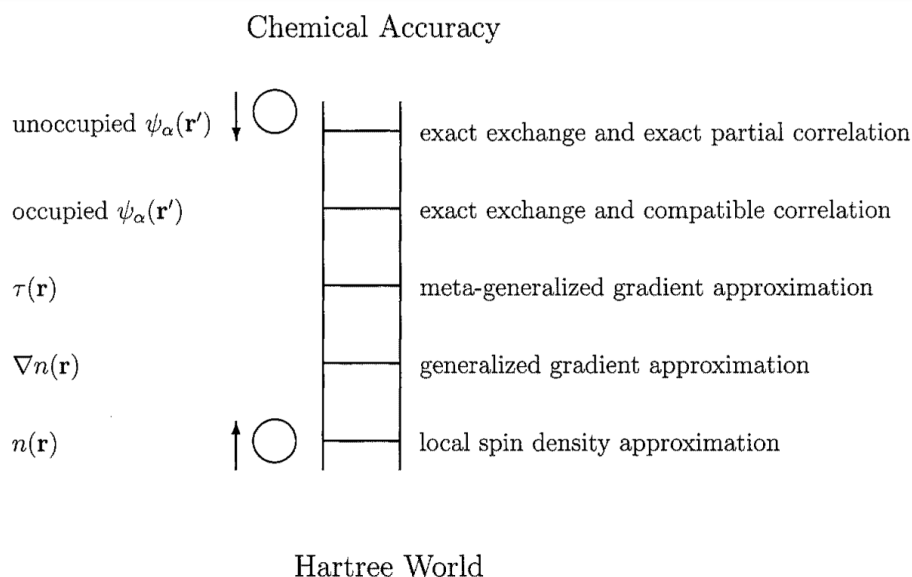 Chemical Accuracy
unoccupied ψα(r′) exact exchange and exact partial correlation
occupied ψα(r′) exact exchange and compatible correlation
τ(r) meta-generalized gradient approximation
∇n(r) generalized gradient approximation
n(r) local spin density approximation
Hartree World